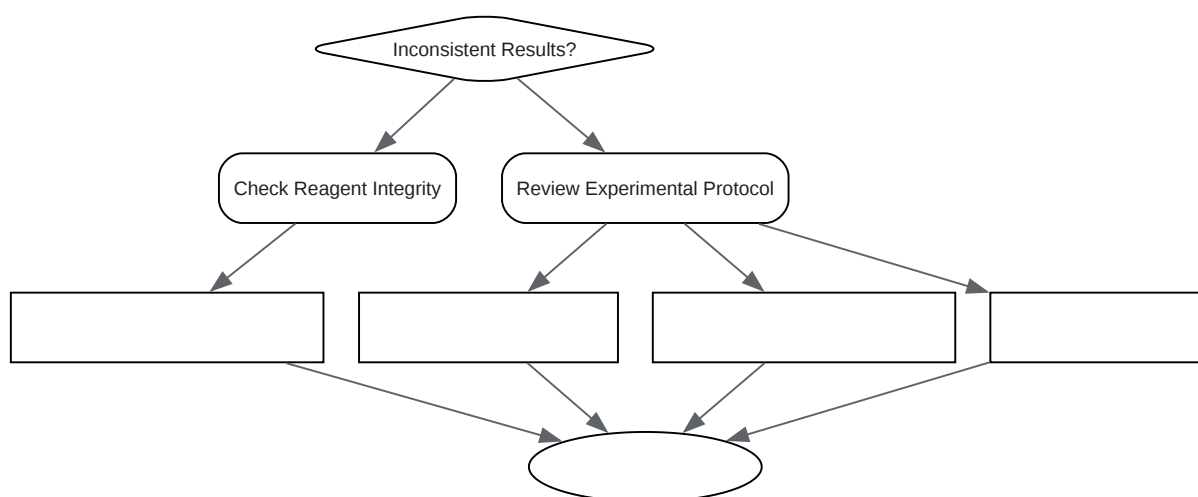 Inconsistent Results?
Check Reagent Integrity
Review Experimental Protocol